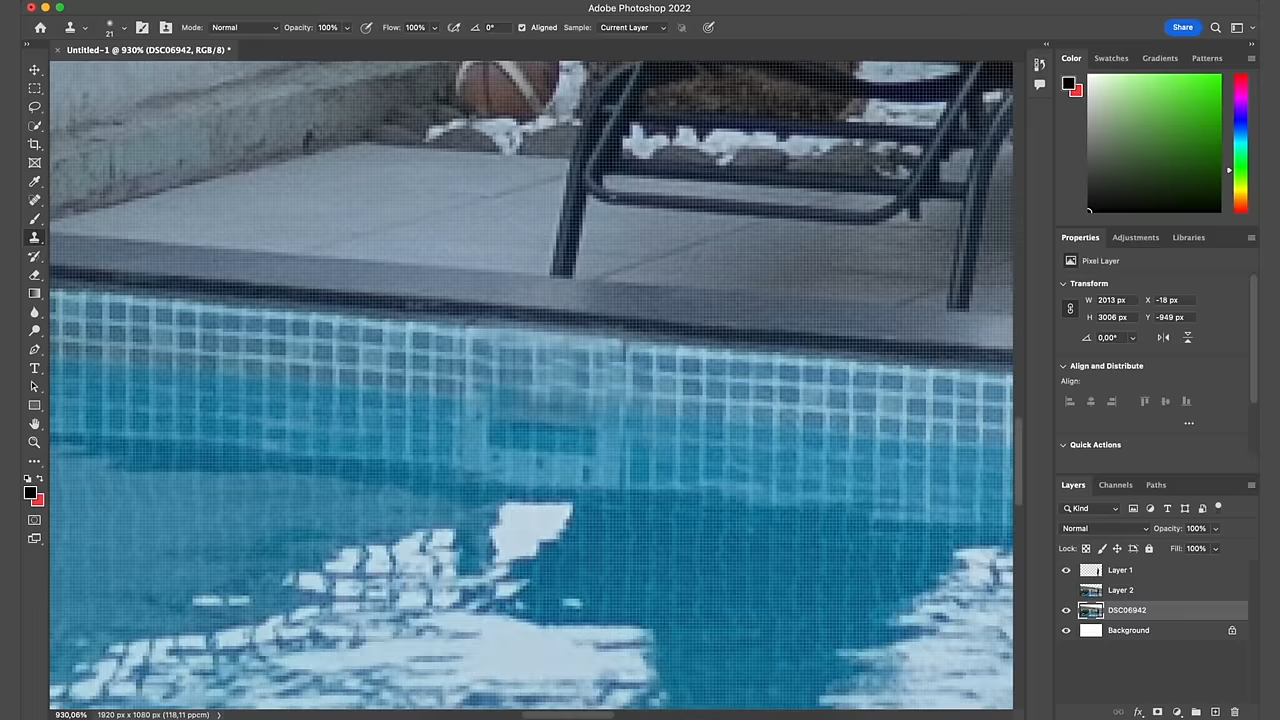 Adobe Photoshop 2022
21
Mode: Normal
Opacity: 100%
Flow: 100%
0°
Aligned
Sample: Current Layer
Share
Untitled-1 @ 930% (DSC06942, RGB/8) *
Color
Swatches
Gradients
Patterns
Properties
Adjustments
Libraries
Pixel Layer
Transform
W 2013 px X -18 px
H 3006 px Y -949 px
0,00°
Align and Distribute
Align:
Quick Actions
Layers
Channels
Paths
Kind
Normal
Opacity: 100%
Lock:
Fill: 100%
Layer 1
Layer 2
DSC06942
Background
930,06%
1920 px x 1080 px (118,11 ppcm)